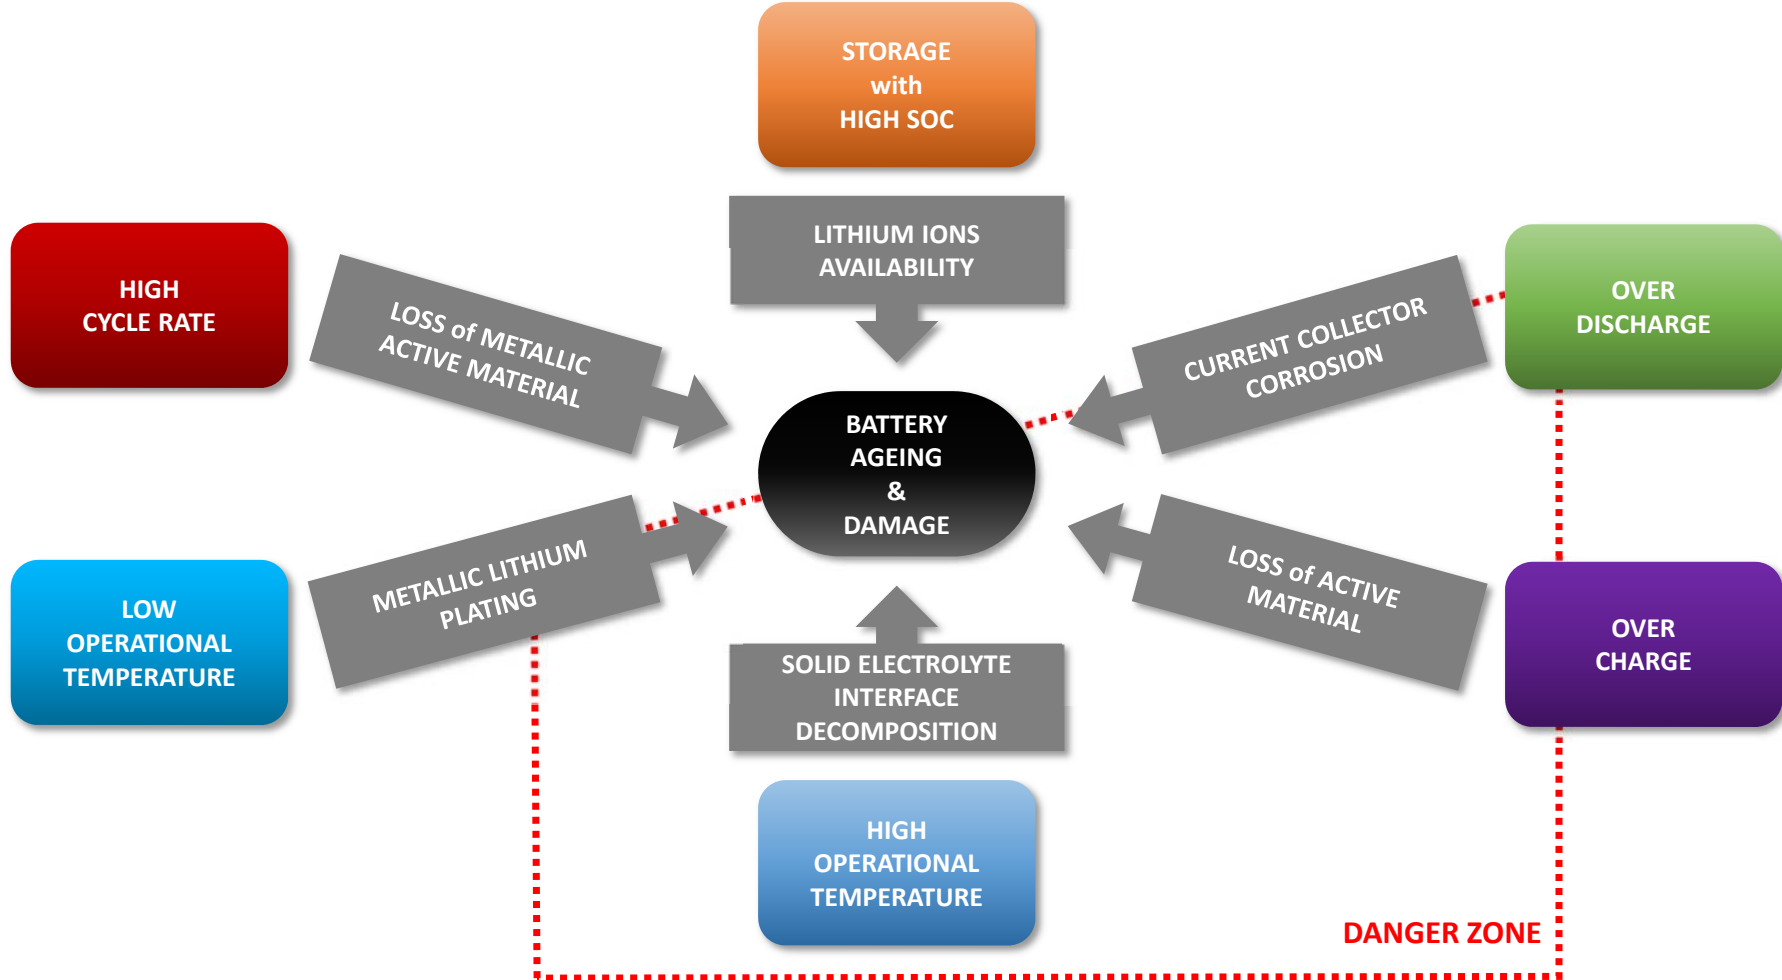 STORAGE
with
HIGH SOC
LITHIUM IONS
AVAILABILITY
HIGH
CYCLE RATE
LOSS of METALLIC
ACTIVE MATERIAL
CURRENT COLLECTOR
CORROSION
OVER
DISCHARGE
BATTERY
AGEING
&
DAMAGE
LOW
OPERATIONAL
TEMPERATURE
METALLIC LITHIUM
PLATING
LOSS of ACTIVE
MATERIAL
OVER
CHARGE
SOLID ELECTROLYTE
INTERFACE
DECOMPOSITION
HIGH
OPERATIONAL
TEMPERATURE
DANGER ZONE